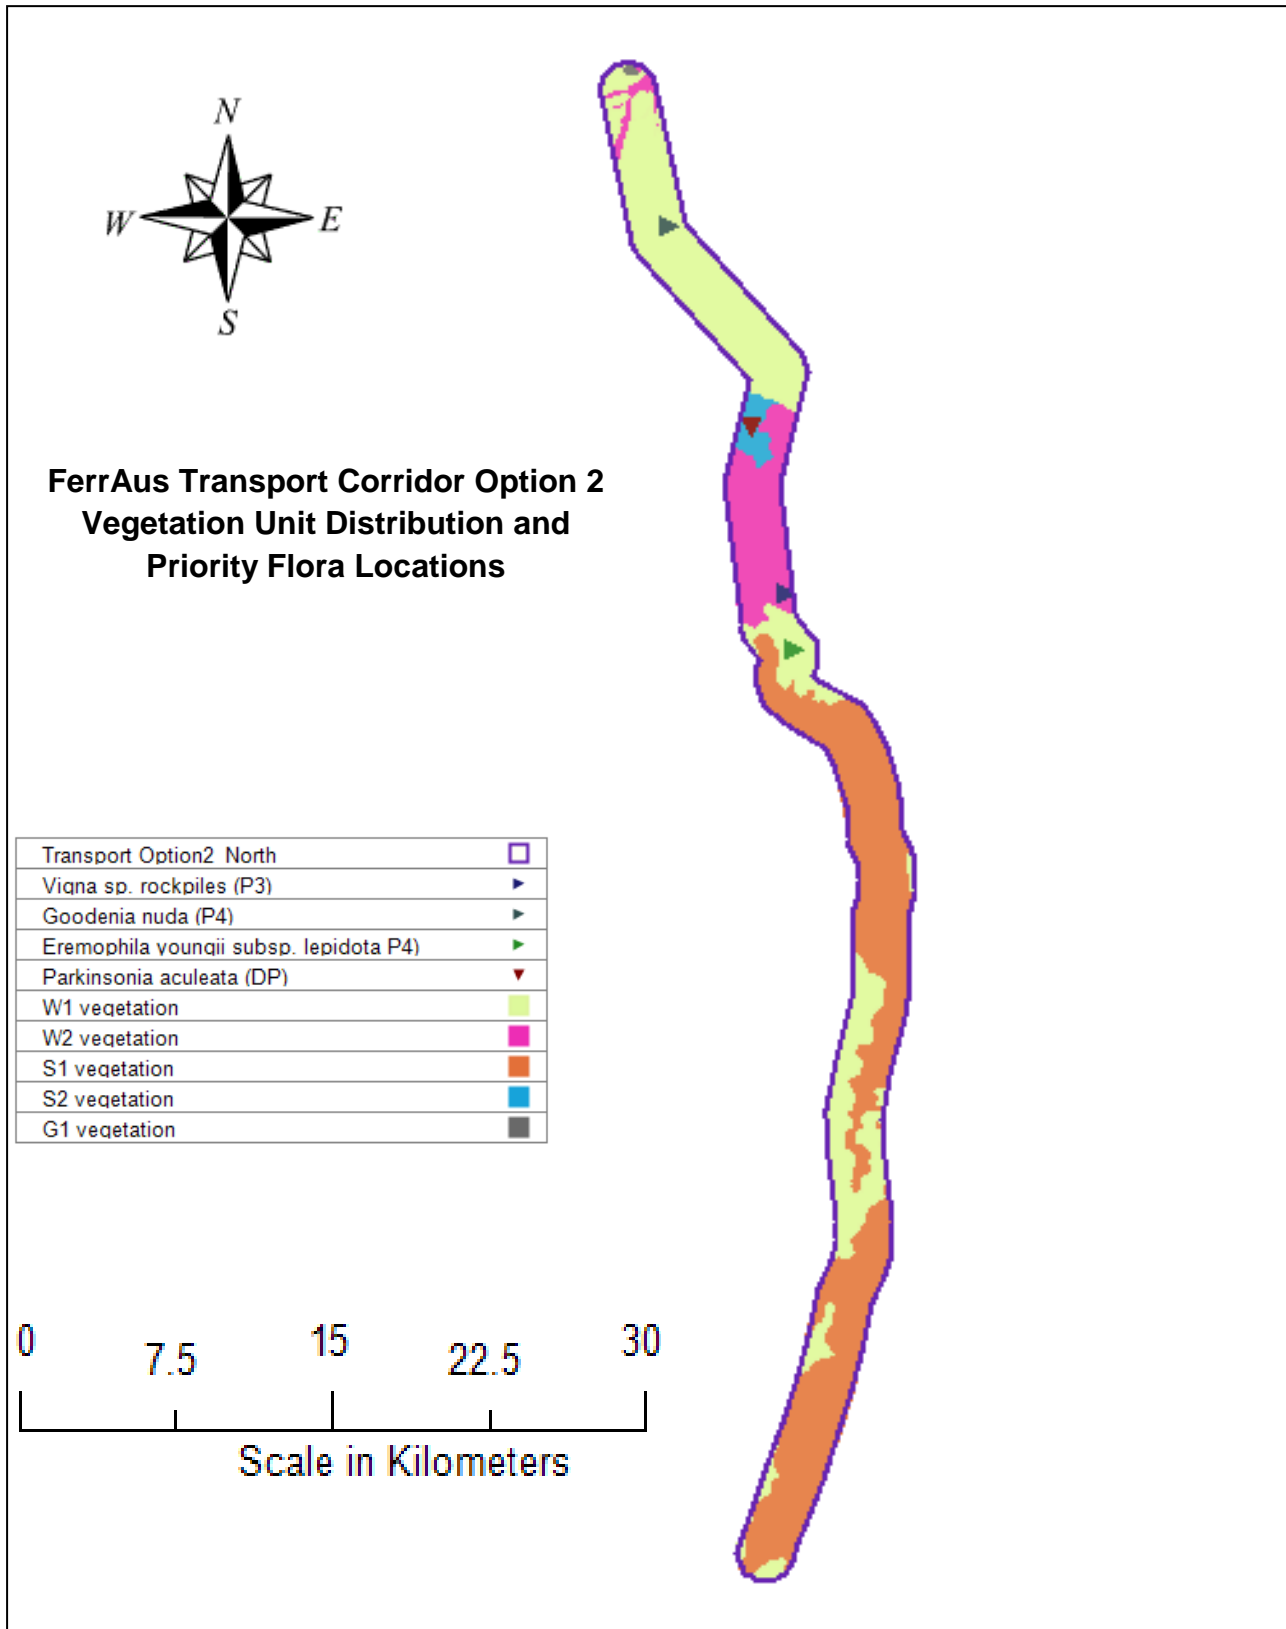 N
W
E
S
FerrAus Transport Corridor Option 2
Vegetation Unit Distribution and
Priority Flora Locations
Transport Option2 North
Vigna sp. rockpiles (P3)
Goodenia nuda (P4)
Eremophila youngii subsp. lepidota P4)
Parkinsonia aculeata (DP)
W1 vegetation
W2 vegetation
S1 vegetation
S2 vegetation
G1 vegetation
0
7.5
15
22.5
30
Scale in Kilometers